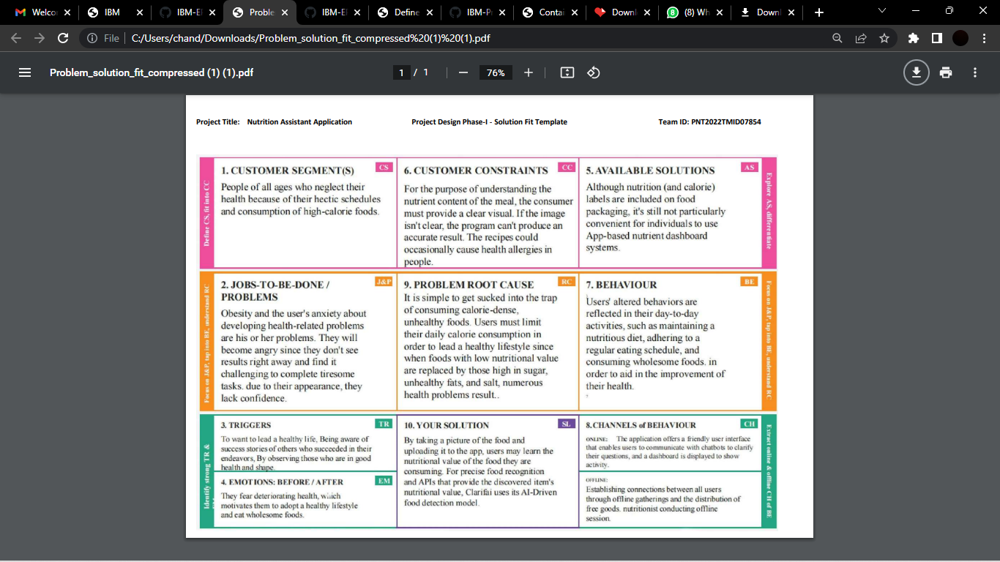 Welco
IBM
IBM-E
Proble
IBM-E
Define
IBM-P
Contai
Downl
(8) Wh
Downl
File
C:/Users/chand/Downloads/Problem_solution_fit_compressed%20(1)%20(1).pdf
Problem_solution_fit_compressed (1) (1).pdf
1 / 1
76%
Project Title: Nutrition Assistant Application
Project Design Phase-I - Solution Fit Template
Team ID: PNT2022TMID07854
Define CS, fit into CC
1. CUSTOMER SEGMENT(S)
CS
People of all ages who neglect their
health because of their hectic schedules
and consumption of high-calorie foods.
6. CUSTOMER CONSTRAINTS
CC
For the purpose of understanding the
nutrient content of the meal, the consumer
must provide a clear visual. If the image
isn't clear, the program can't produce an
accurate result. The recipes could
occasionally cause health allergies in
people.
5. AVAILABLE SOLUTIONS
AS
Although nutrition (and calorie)
labels are included on food
packaging, it's still not particularly
convenient for individuals to use
App-based nutrient dashboard
systems.
Explore AS, differentiate
Focus on J&P, tap into BE, understand RC
2. JOBS-TO-BE-DONE /
PROBLEMS
J&P
Obesity and the user's anxiety about
developing health-related problems
are his or her problems. They will
become angry since they don't see
results right away and find it
challenging to complete tiresome
tasks. due to their appearance, they
lack confidence.
9. PROBLEM ROOT CAUSE
RC
It is simple to get sucked into the trap
of consuming calorie-dense,
unhealthy foods. Users must limit
their daily calorie consumption in
order to lead a healthy lifestyle since
when foods with low nutritional value
are replaced by those high in sugar,
unhealthy fats, and salt, numerous
health problems result..
7. BEHAVIOUR
BE
Users' altered behaviors are
reflected in their day-to-day
activities, such as maintaining a
nutritious diet, adhering to a
regular eating schedule, and
consuming wholesome foods. in
order to aid in the improvement of
their health.
Focus on J&P, tap into BE, understand RC
Identify strong TR &
3. TRIGGERS
TR
To want to lead a healthy life, Being aware of
success stories of others who succeeded in their
endeavors, By observing those who are in good
health and shape.
4. EMOTIONS: BEFORE / AFTER
EM
They fear deteriorating health, which
motivates them to adopt a healthy lifestyle
and eat wholesome foods.
10. YOUR SOLUTION
SL
By taking a picture of the food and
uploading it to the app, users may learn the
nutritional value of the food they are
consuming. For precise food recognition
and APIs that provide the discovered item's
nutritional value, Clarifai uses its AI-Driven
food detection model.
8.CHANNELS of BEHAVIOUR
CH
ONLINE: The application offers a friendly user interface
that enables users to communicate with chatbots to clarify
their questions, and a dashboard is displayed to show
activity.
OFFLINE:
Establishing connections between all users
through offline gatherings and the distribution of
free goods. nutritionist conducting offline
session.
Extract online & offline CH of BE